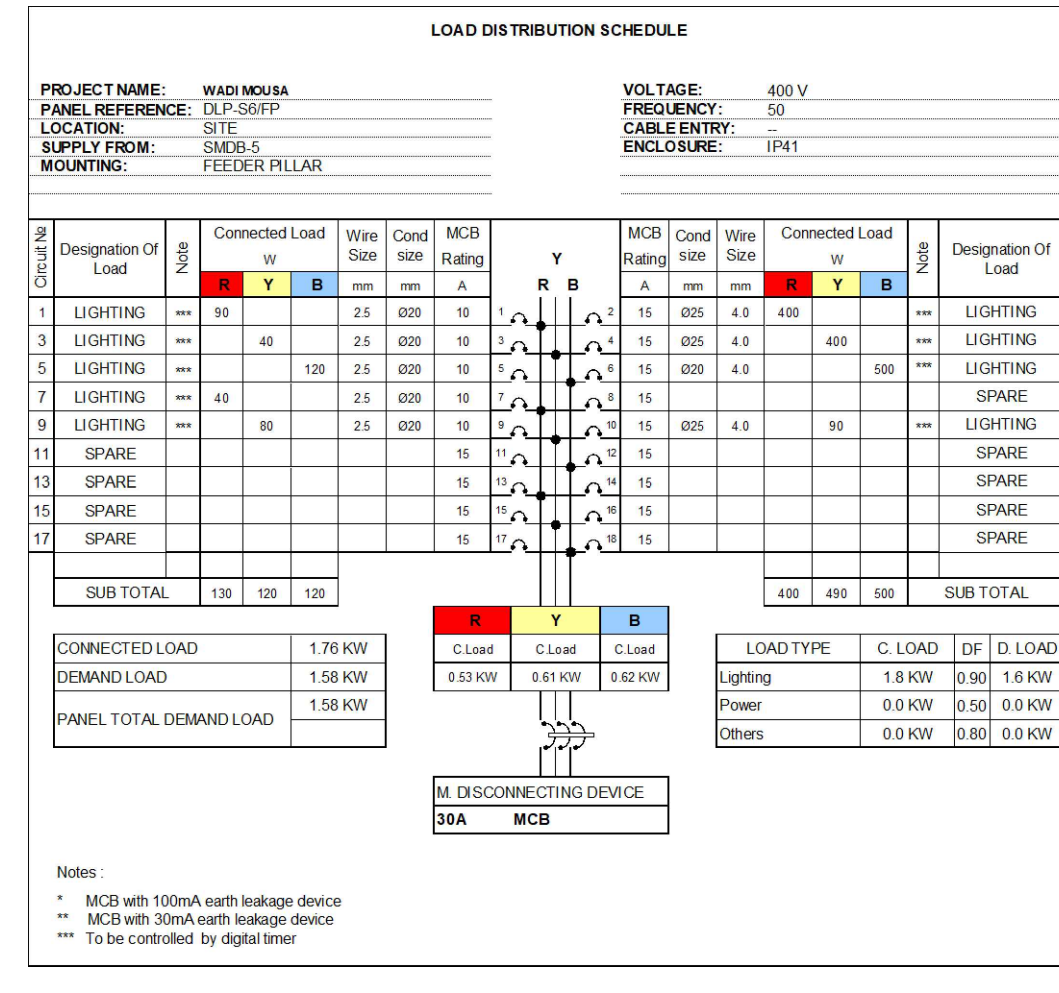 LOAD DISTRIBUTION SCHEDULE
PROJECT NAME: WADI MOUSA VOLTAGE: 400 V
PANEL REFERENCE: DLP-S6/FP FREQUENCY: 50
LOCATION: SITE CABLE ENTRY: --
SUPPLY FROM: SMDB-5 ENCLOSURE: IP41
MOUNTING: FEEDER PILLAR
Circuit № Designation Of Load Note Connected Load W Wire Size Cond size MCB Rating Y MCB Rating Cond size Wire Size Connected Load W Note Designation Of Load
R Y B mm mm A R B A mm mm R Y B
1 LIGHTING *** 90 2.5 Ø20 10 1 2 15 Ø25 4.0 400 *** LIGHTING
3 LIGHTING *** 40 2.5 Ø20 10 3 4 15 Ø25 4.0 400 *** LIGHTING
5 LIGHTING *** 120 2.5 Ø20 10 5 6 15 Ø20 4.0 500 *** LIGHTING
7 LIGHTING *** 40 2.5 Ø20 10 7 8 15 SPARE
9 LIGHTING *** 80 2.5 Ø20 10 9 10 15 Ø25 4.0 90 *** LIGHTING
11 SPARE 15 11 12 15 SPARE
13 SPARE 15 13 14 15 SPARE
15 SPARE 15 15 16 15 SPARE
17 SPARE 15 17 18 15 SPARE
SUB TOTAL 130 120 120 400 490 500 SUB TOTAL
R Y B
CONNECTED LOAD 1.76 KW C.Load C.Load C.Load LOAD TYPE C. LOAD DF D. LOAD
DEMAND LOAD 1.58 KW 0.53 KW 0.61 KW 0.62 KW Lighting 1.8 KW 0.90 1.6 KW
PANEL TOTAL DEMAND LOAD 1.58 KW Power 0.0 KW 0.50 0.0 KW
Others 0.0 KW 0.80 0.0 KW
M. DISCONNECTING DEVICE
30A MCB
Notes :
* MCB with 100mA earth leakage device
** MCB with 30mA earth leakage device
*** To be controlled by digital timer